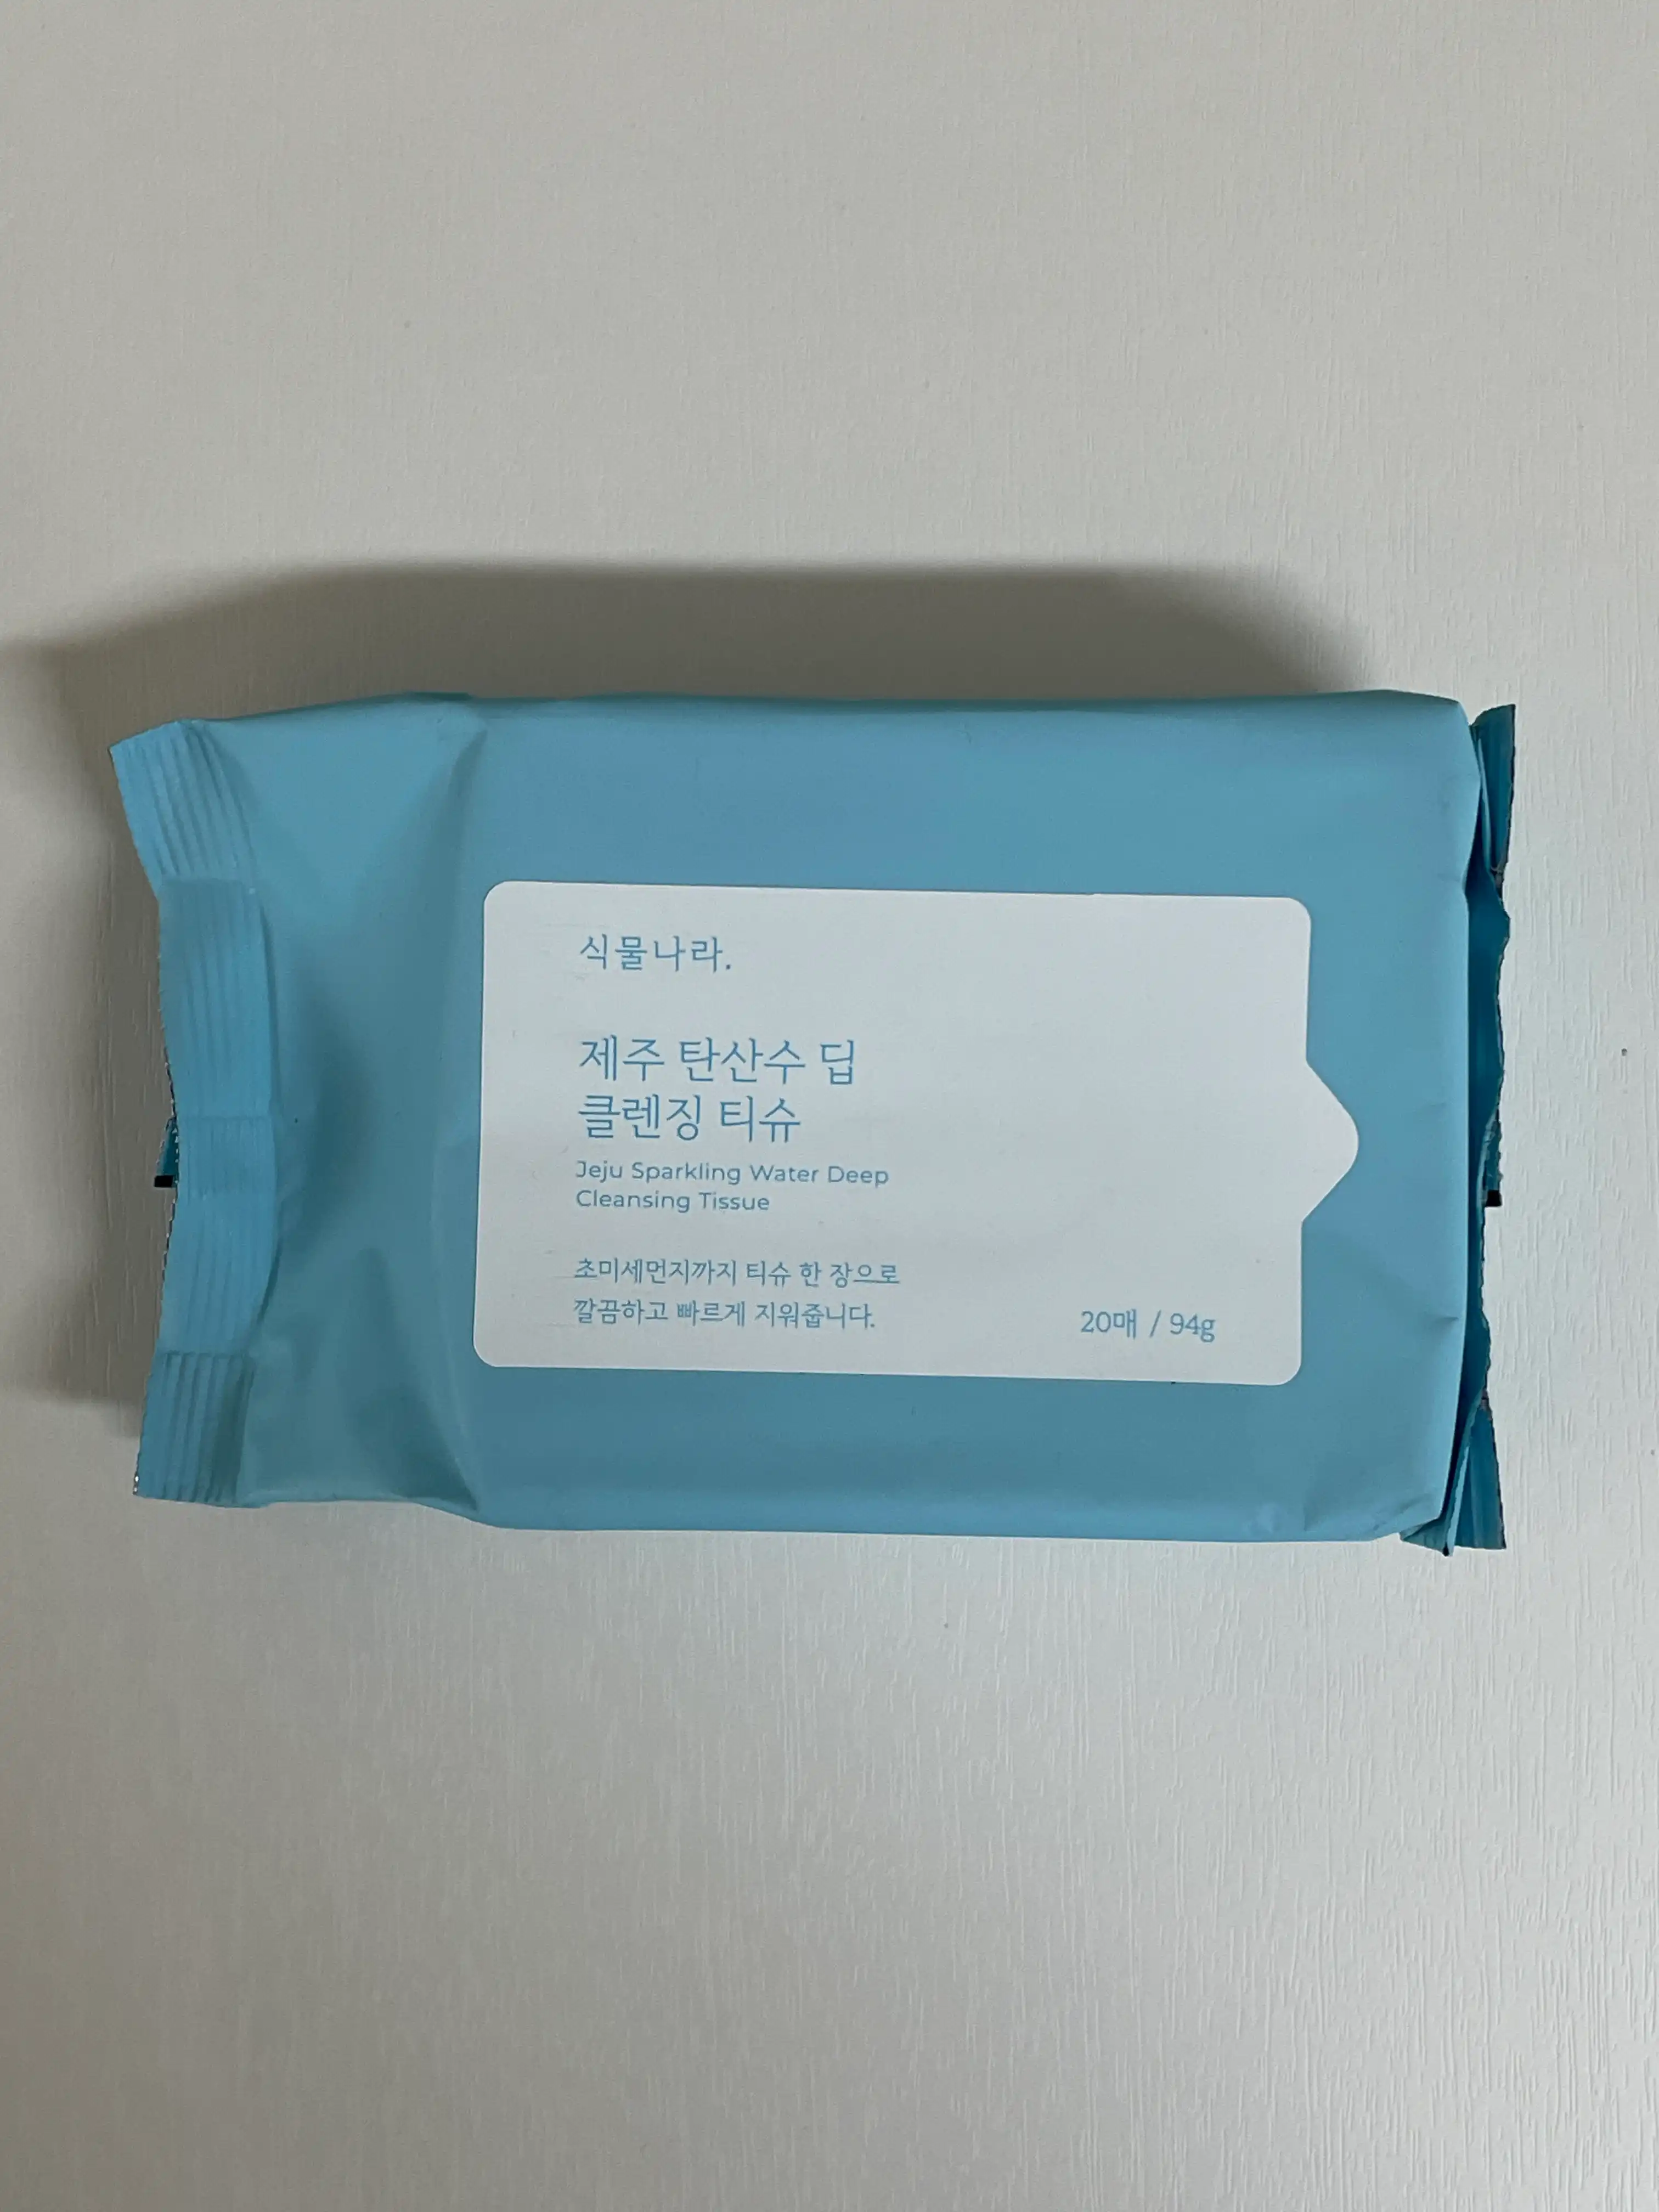 식물나라.
제주 탄산수 딥
클렌징 티슈
Jeju Sparkling Water Deep
Cleansing Tissue
초미세먼지까지 티슈 한 장으로
깔끔하고 빠르게 지워줍니다.
20매 / 94g